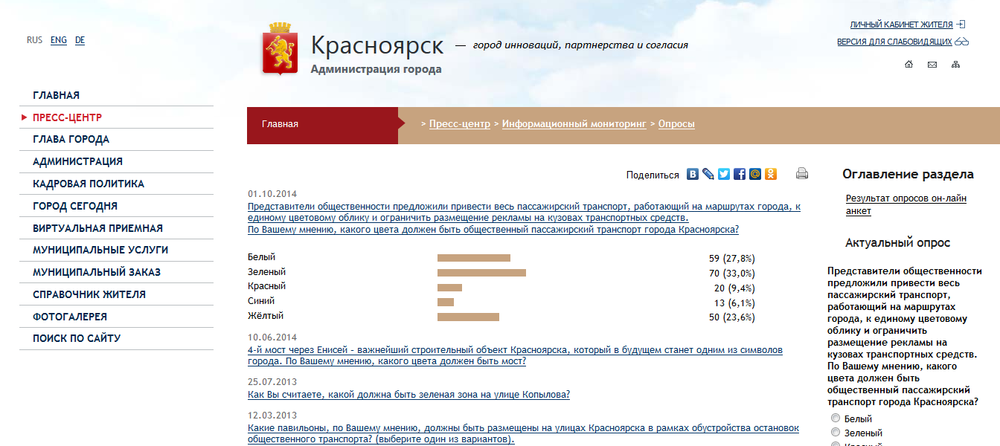 RUS ENG DE
Красноярск — город инноваций, партнерства и согласия
Администрация города
ЛИЧНЫЙ КАБИНЕТ ЖИТЕЛЯ
ВЕРСИЯ ДЛЯ СЛАБОВИДЯЩИХ
ГЛАВНАЯ
ПРЕСС-ЦЕНТР
ГЛАВА ГОРОДА
АДМИНИСТРАЦИЯ
КАДРОВАЯ ПОЛИТИКА
ГОРОД СЕГОДНЯ
ВИРТУАЛЬНАЯ ПРИЕМНАЯ
МУНИЦИПАЛЬНЫЕ УСЛУГИ
МУНИЦИПАЛЬНЫЙ ЗАКАЗ
СПРАВОЧНИК ЖИТЕЛЯ
ФОТОГАЛЕРЕЯ
ПОИСК ПО САЙТУ
Главная > Пресс-центр > Информационный мониторинг > Опросы
Поделиться
01.10.2014
Представители общественности предложили привести весь пассажирский транспорт, работающий на маршрутах города, к
единому цветовому облику и ограничить размещение рекламы на кузовах транспортных средств.
По Вашему мнению, какого цвета должен быть общественный пассажирский транспорт города Красноярска?
Белый 59 (27,8%)
Зеленый 70 (33,0%)
Красный 20 (9,4%)
Синий 13 (6,1%)
Жёлтый 50 (23,6%)
10.06.2014
4-й мост через Енисей - важнейший строительный объект Красноярска, который в будущем станет одним из символов
города. По Вашему мнению, какого цвета должен быть мост?
25.07.2013
Как Вы считаете, какой должна быть зеленая зона на улице Копылова?
12.03.2013
Какие павильоны, по Вашему мнению, должны быть размещены на улицах Красноярска в рамках обустройства остановок
общественного транспорта? (выберите один из вариантов).
Оглавление раздела
Результат опросов он-лайн
анкет
Актуальный опрос
Представители общественности
предложили привести весь
пассажирский транспорт,
работающий на маршрутах
города, к единому цветовому
облику и ограничить
размещение рекламы на
кузовах транспортных средств.
По Вашему мнению, какого
цвета должен быть
общественный пассажирский
транспорт города Красноярска?
Белый
Зеленый
Красный